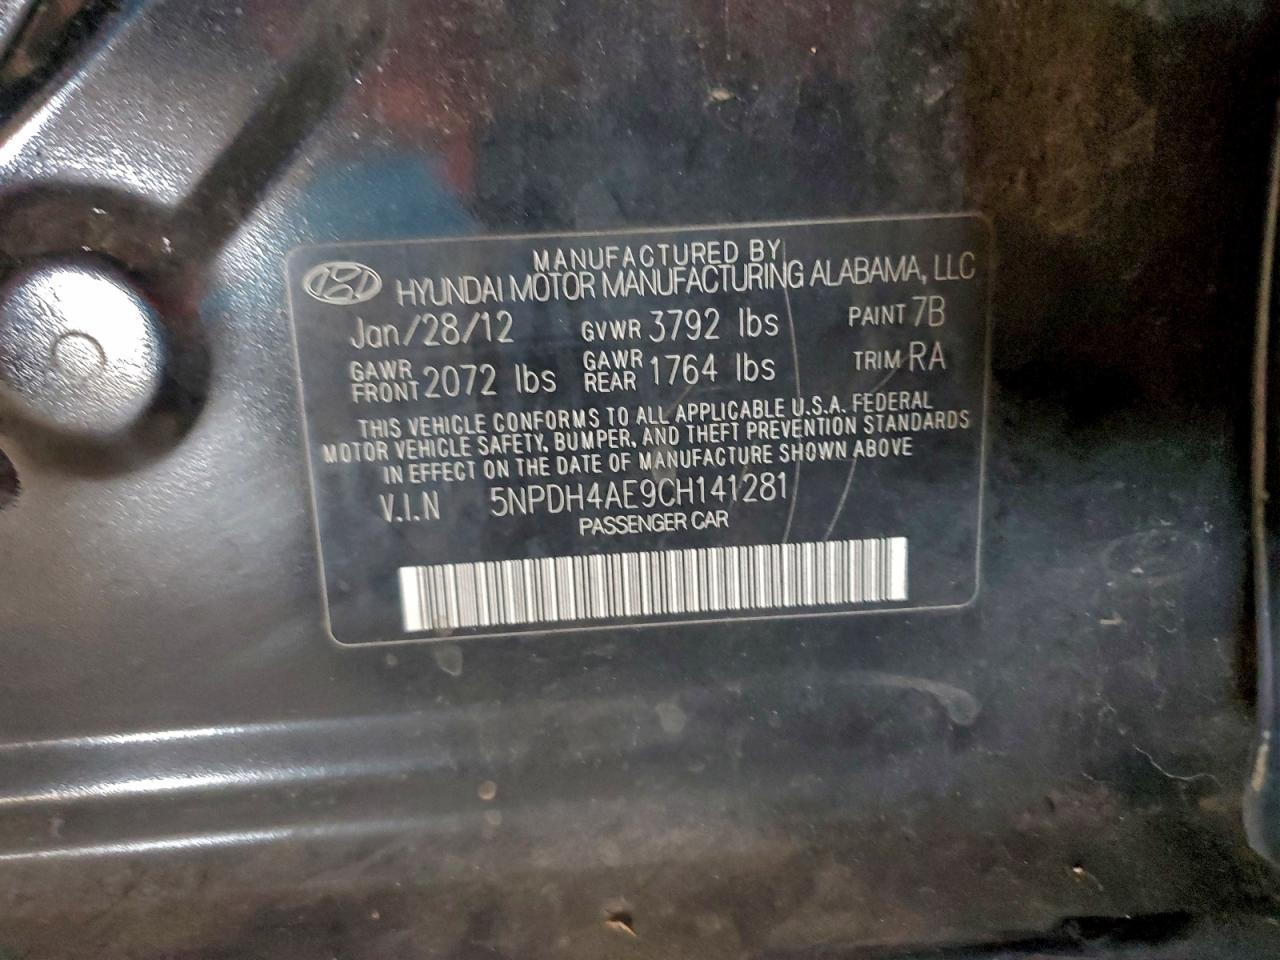 MANUFACTURED BY
HYUNDAI MOTOR MANUFACTURING ALABAMA, LLC
Jan/28/12 GVWR 3792 lbs PAINT 7B
GAWR FRONT 2072 lbs GAWR REAR 1764 lbs TRIM RA
THIS VEHICLE CONFORMS TO ALL APPLICABLE U.S.A. FEDERAL
MOTOR VEHICLE SAFETY, BUMPER, AND THEFT PREVENTION STANDARDS
IN EFFECT ON THE DATE OF MANUFACTURE SHOWN ABOVE
V.I.N 5NPDH4AE9CH141281
PASSENGER CAR